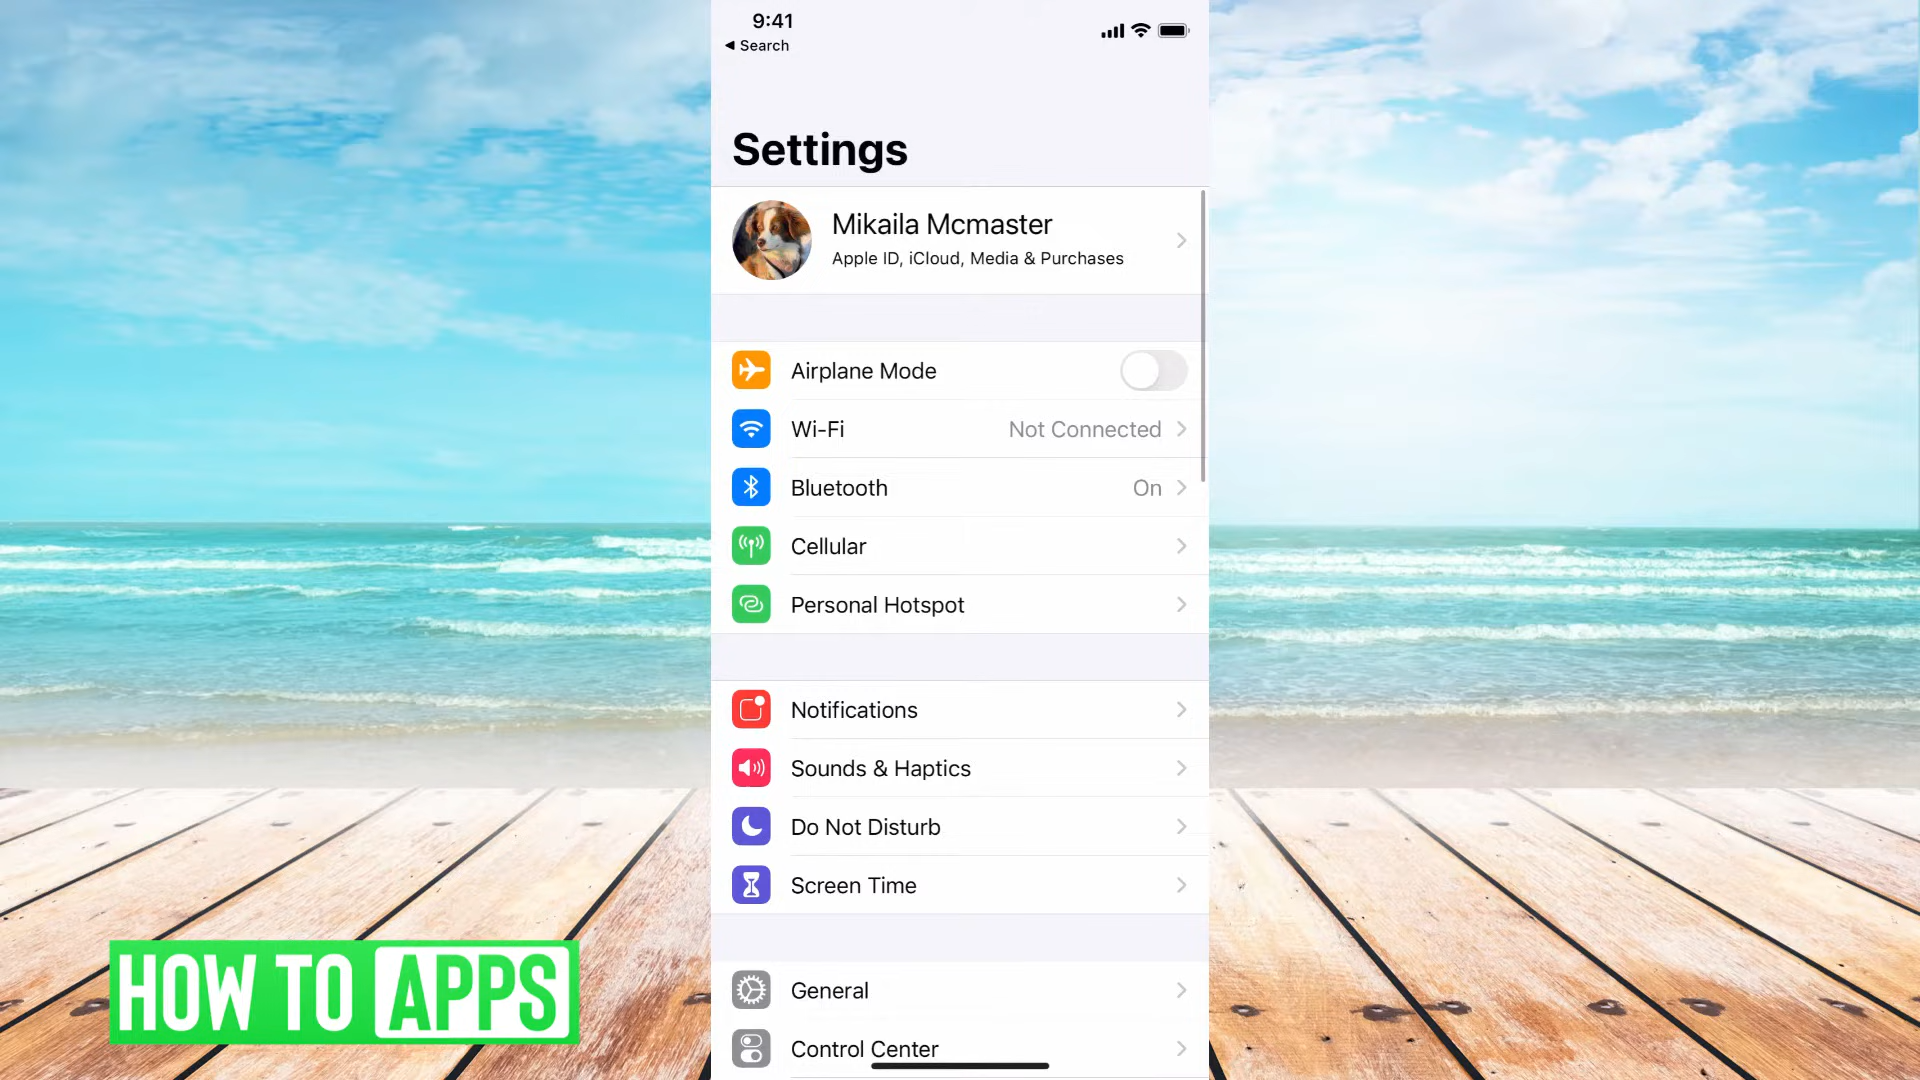 9:41
◀ Search
Settings
Mikaila Mcmaster
Apple ID, iCloud, Media & Purchases
Airplane Mode
Wi-Fi Not Connected
Bluetooth On
Cellular
Personal Hotspot
Notifications
Sounds & Haptics
Do Not Disturb
Screen Time
General
Control Center
HOW TO APPS